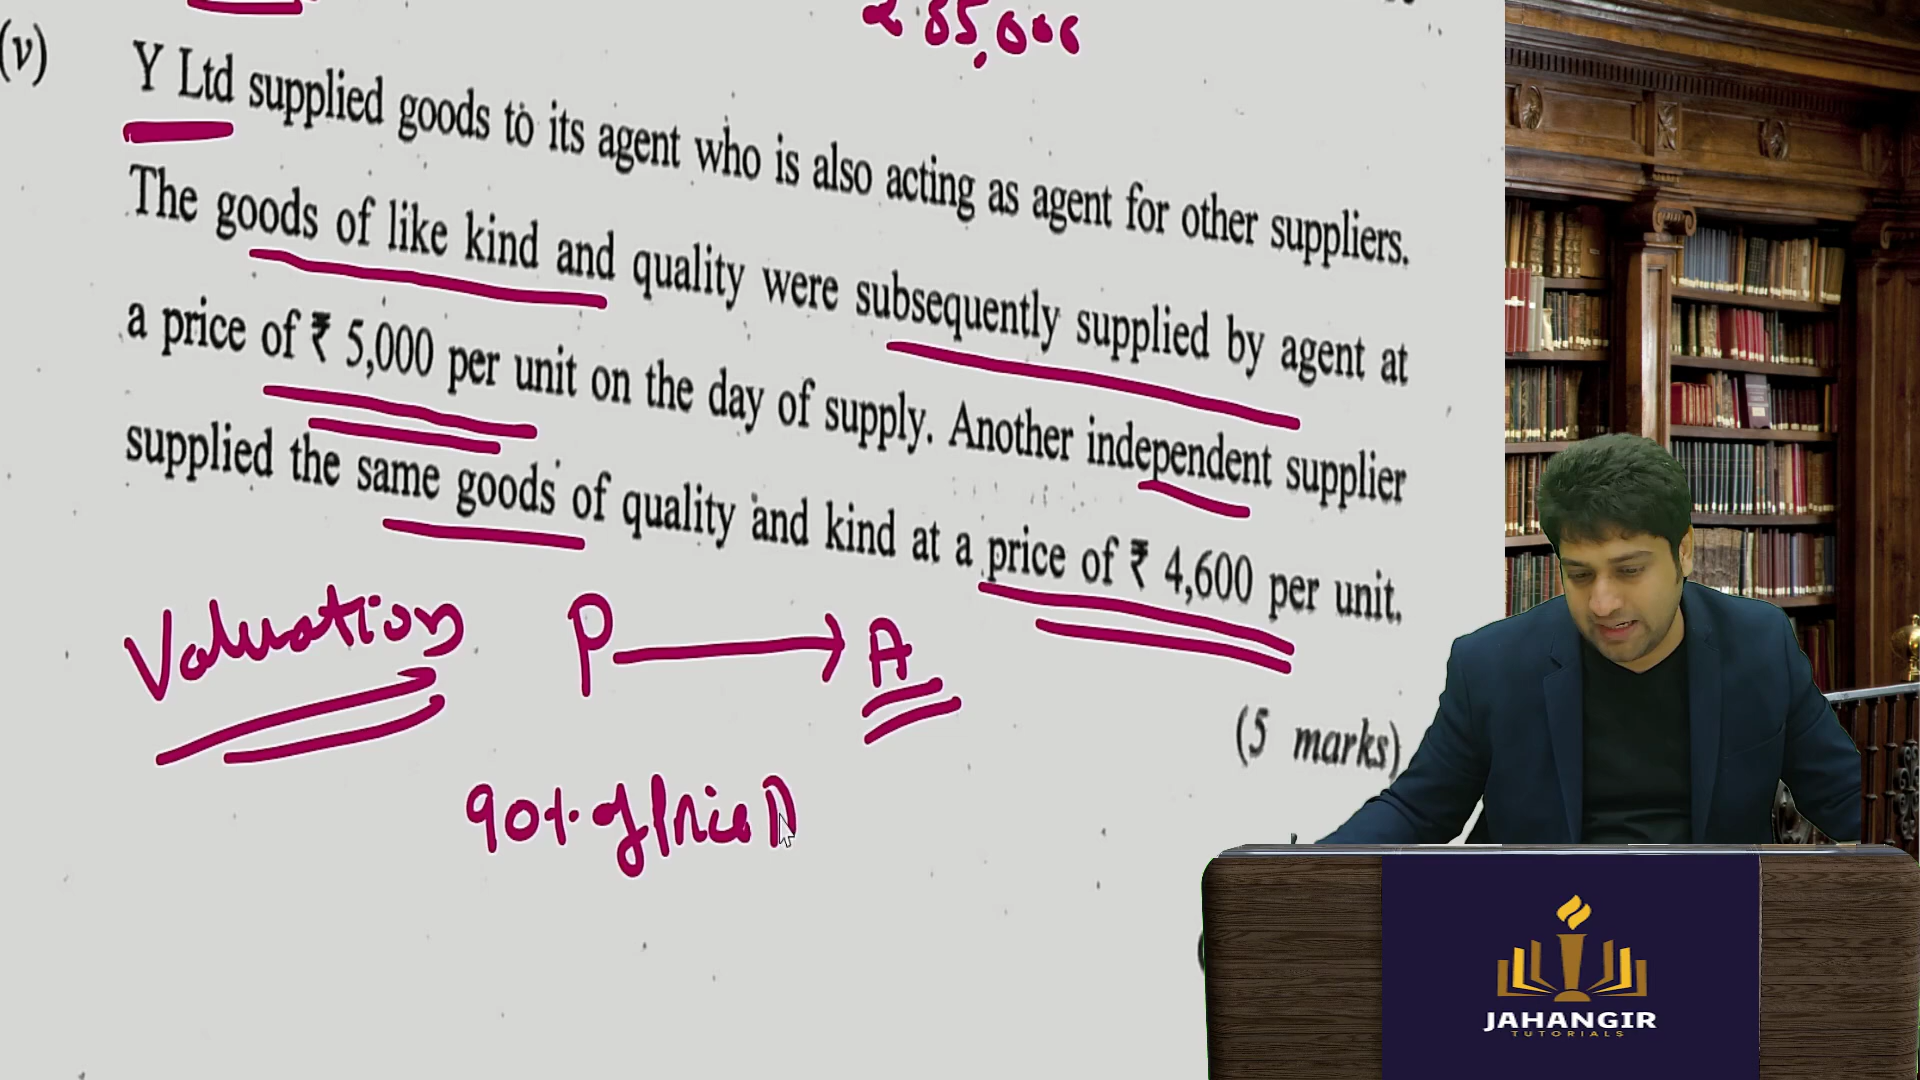 85,000
(v) Y Ltd supplied goods to its agent who is also acting as agent for other suppliers.
The goods of like kind and quality were subsequently supplied by agent at
a price of ₹ 5,000 per unit on the day of supply. Another independent supplier
supplied the same goods of quality and kind at a price of ₹ 4,600 per unit.
Valuation P → A
(5 marks)
90% of Price
JAHANGIR
TUTORIALS